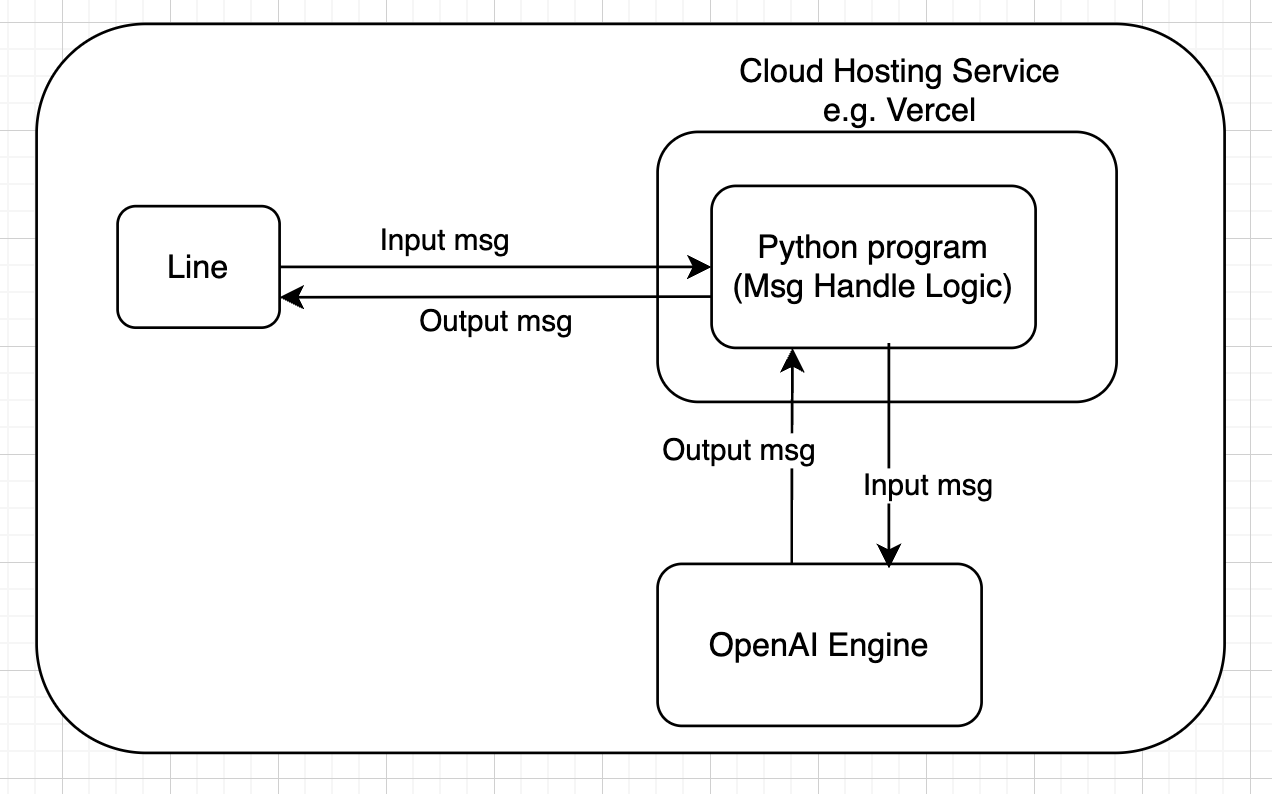 Cloud Hosting Service
e.g. Vercel
Line
Input msg
Output msg
Python program
(Msg Handle Logic)
Output msg
Input msg
OpenAI Engine